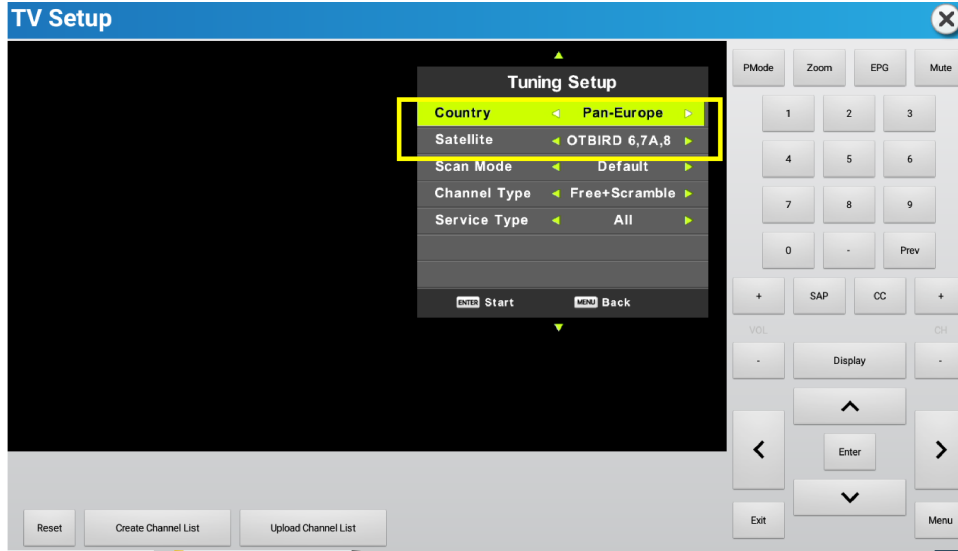 TV Setup
Tuning Setup
Country Pan-Europe
Satellite OTBIRD 6,7A,8
Scan Mode Default
Channel Type Free+Scramble
Service Type All
ENTER Start MENU Back
PMode Zoom EPG Mute
1 2 3
4 5 6
7 8 9
0 - Prev
+ SAP CC +
VOL CH
- Display -
Enter
Exit Menu
Reset Create Channel List Upload Channel List